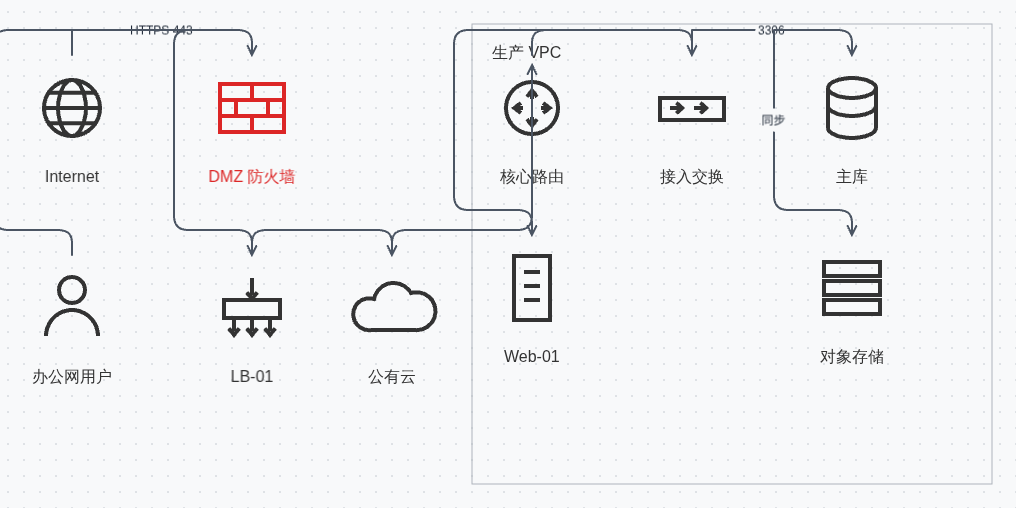 HTTPS 443
3306
生产 VPC
同步
Internet
DMZ 防火墙
核心路由
接入交换
主库
Web-01
对象存储
办公网用户
LB-01
公有云